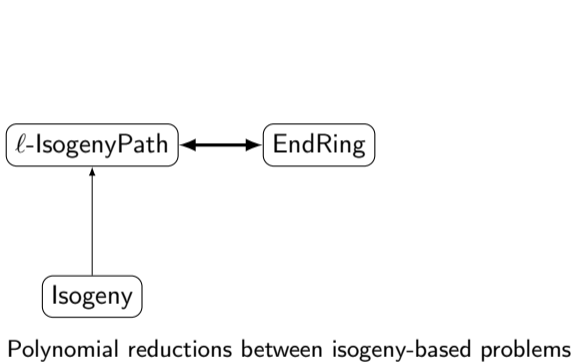 ℓ-IsogenyPath
EndRing
Isogeny
Polynomial reductions between isogeny-based problems